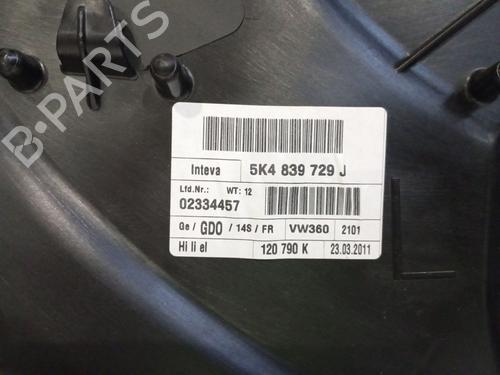 B-PARTS
Inteva 5K4 839 729 J
Lfd.Nr.: WT: 12
02334457
Ge / GDO / 14S / FR VW360 2101
Hi li el 120 790 K 23.03.2011
L